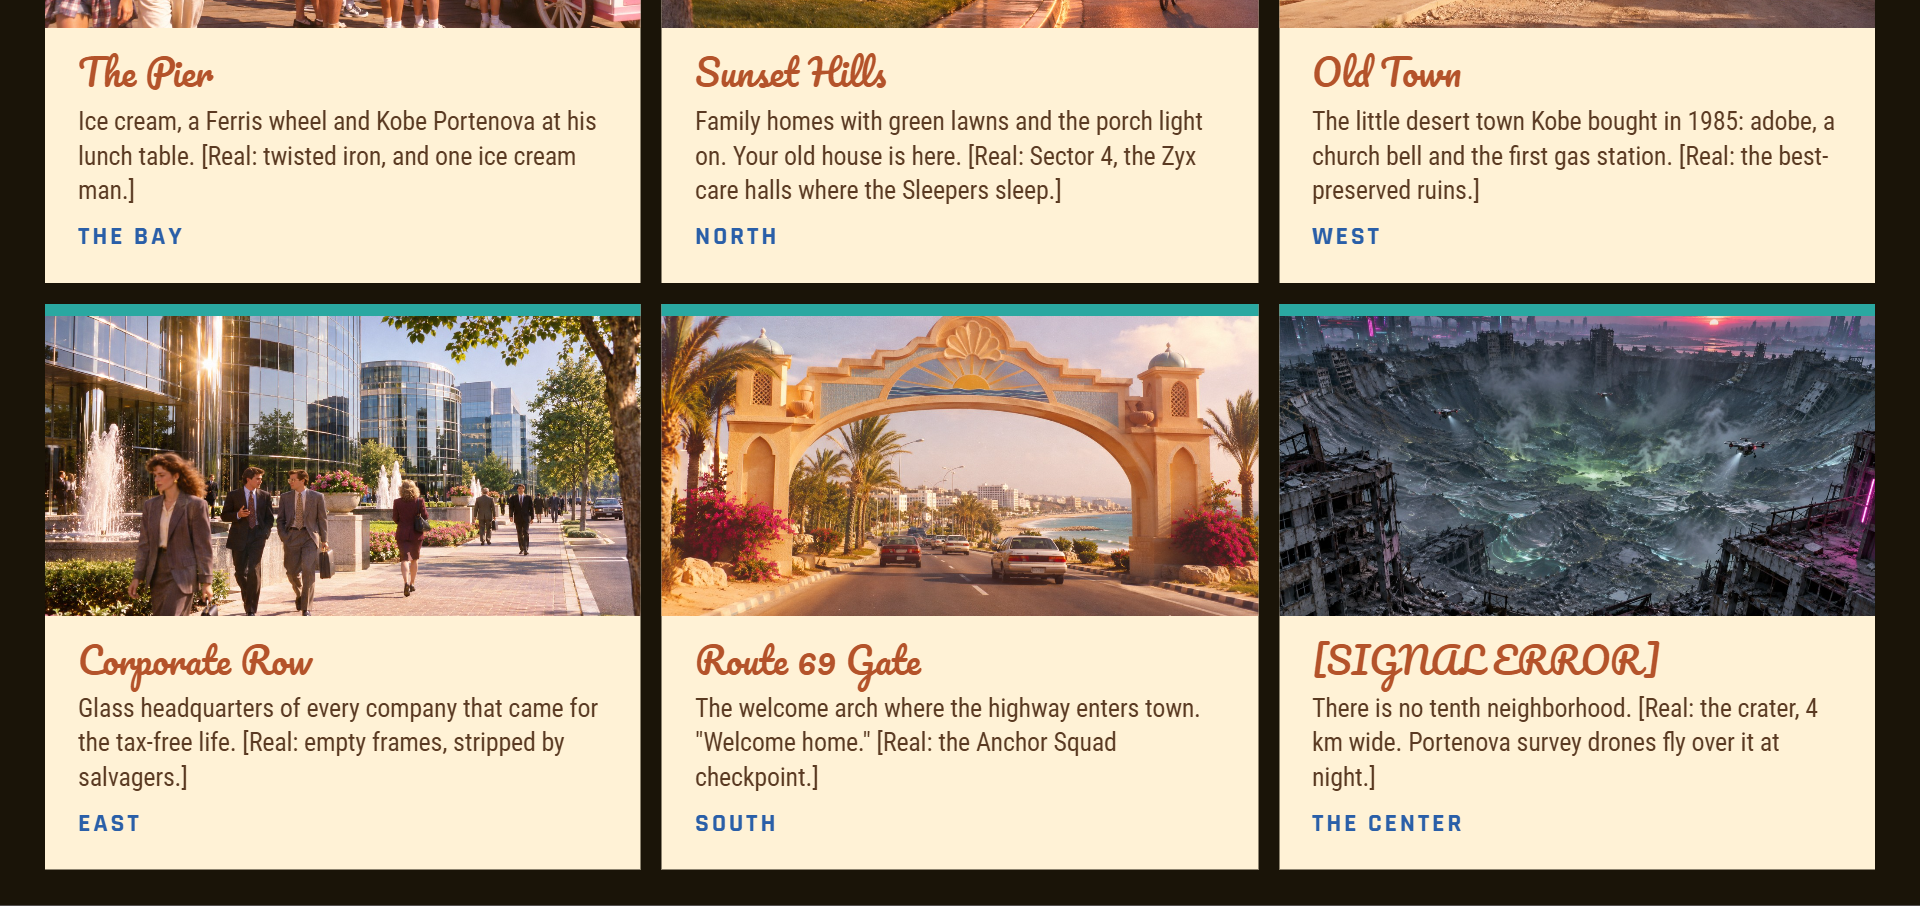 The Pier
Ice cream, a Ferris wheel and Kobe Portenova at his
lunch table. [Real: twisted iron, and one ice cream
man.]
THE BAY
Sunset Hills
Family homes with green lawns and the porch light
on. Your old house is here. [Real: Sector 4, the Zyx
care halls where the Sleepers sleep.]
NORTH
Old Town
The little desert town Kobe bought in 1985: adobe, a
church bell and the first gas station. [Real: the best-
preserved ruins.]
WEST
Corporate Row
Glass headquarters of every company that came for
the tax-free life. [Real: empty frames, stripped by
salvagers.]
EAST
Route 69 Gate
The welcome arch where the highway enters town.
"Welcome home." [Real: the Anchor Squad
checkpoint.]
SOUTH
[SIGNAL ERROR]
There is no tenth neighborhood. [Real: the crater, 4
km wide. Portenova survey drones fly over it at
night.]
THE CENTER